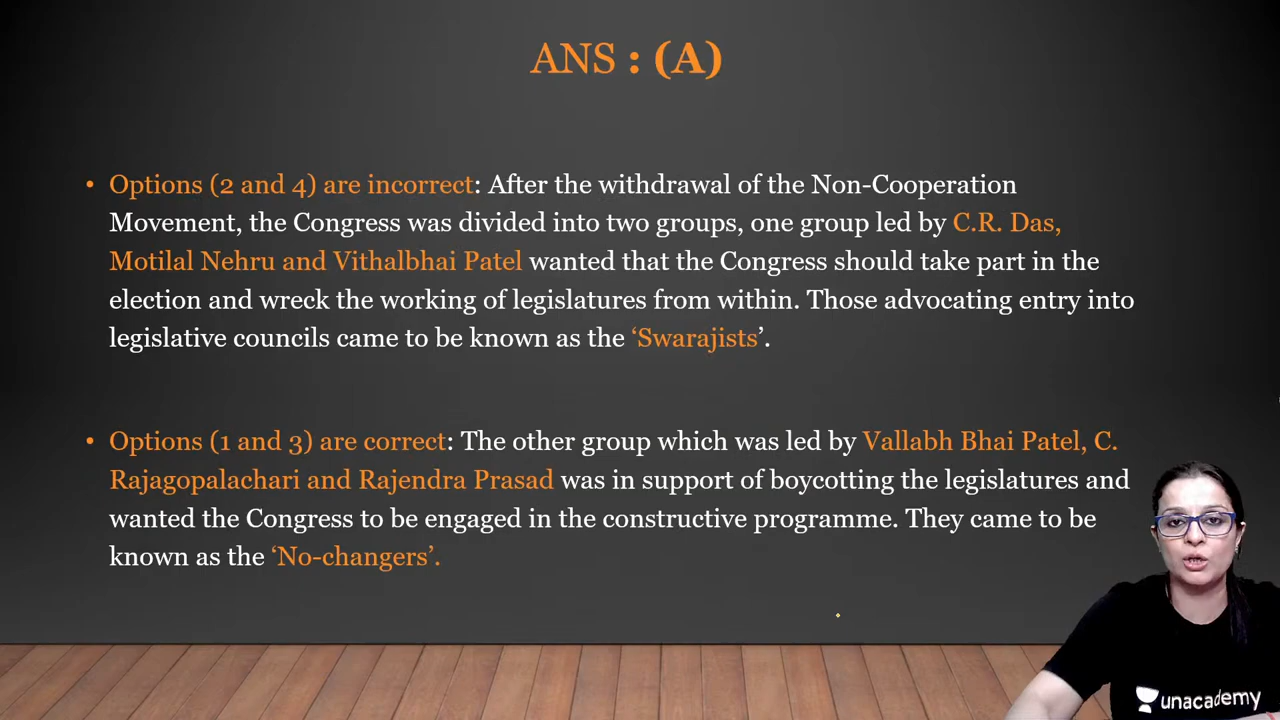 ANS : (A)
• Options (2 and 4) are incorrect: After the withdrawal of the Non-Cooperation
Movement, the Congress was divided into two groups, one group led by C.R. Das,
Motilal Nehru and Vithalbhai Patel wanted that the Congress should take part in the
election and wreck the working of legislatures from within. Those advocating entry into
legislative councils came to be known as the ‘Swarajists’.
• Options (1 and 3) are correct: The other group which was led by Vallabh Bhai Patel, C.
Rajagopalachari and Rajendra Prasad was in support of boycotting the legislatures and
wanted the Congress to be engaged in the constructive programme. They came to be
known as the ‘No-changers’.
unacademy